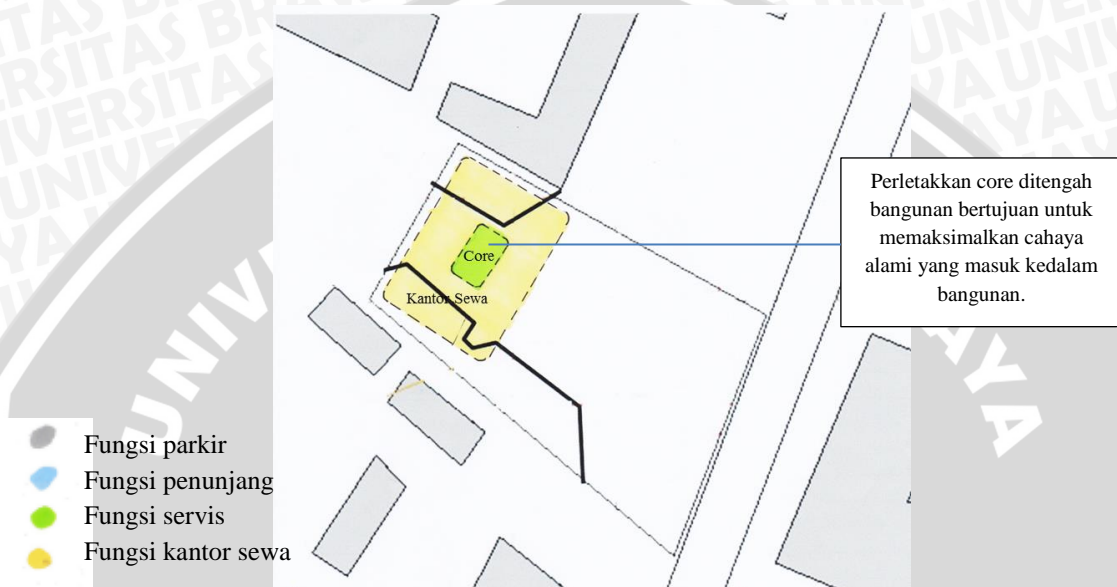 Perletakkan core ditengah
bangunan bertujuan untuk
memaksimalkan cahaya
alami yang masuk kedalam
bangunan.
Core
Kantor Sewa
Fungsi parkir
Fungsi penunjang
Fungsi servis
Fungsi kantor sewa